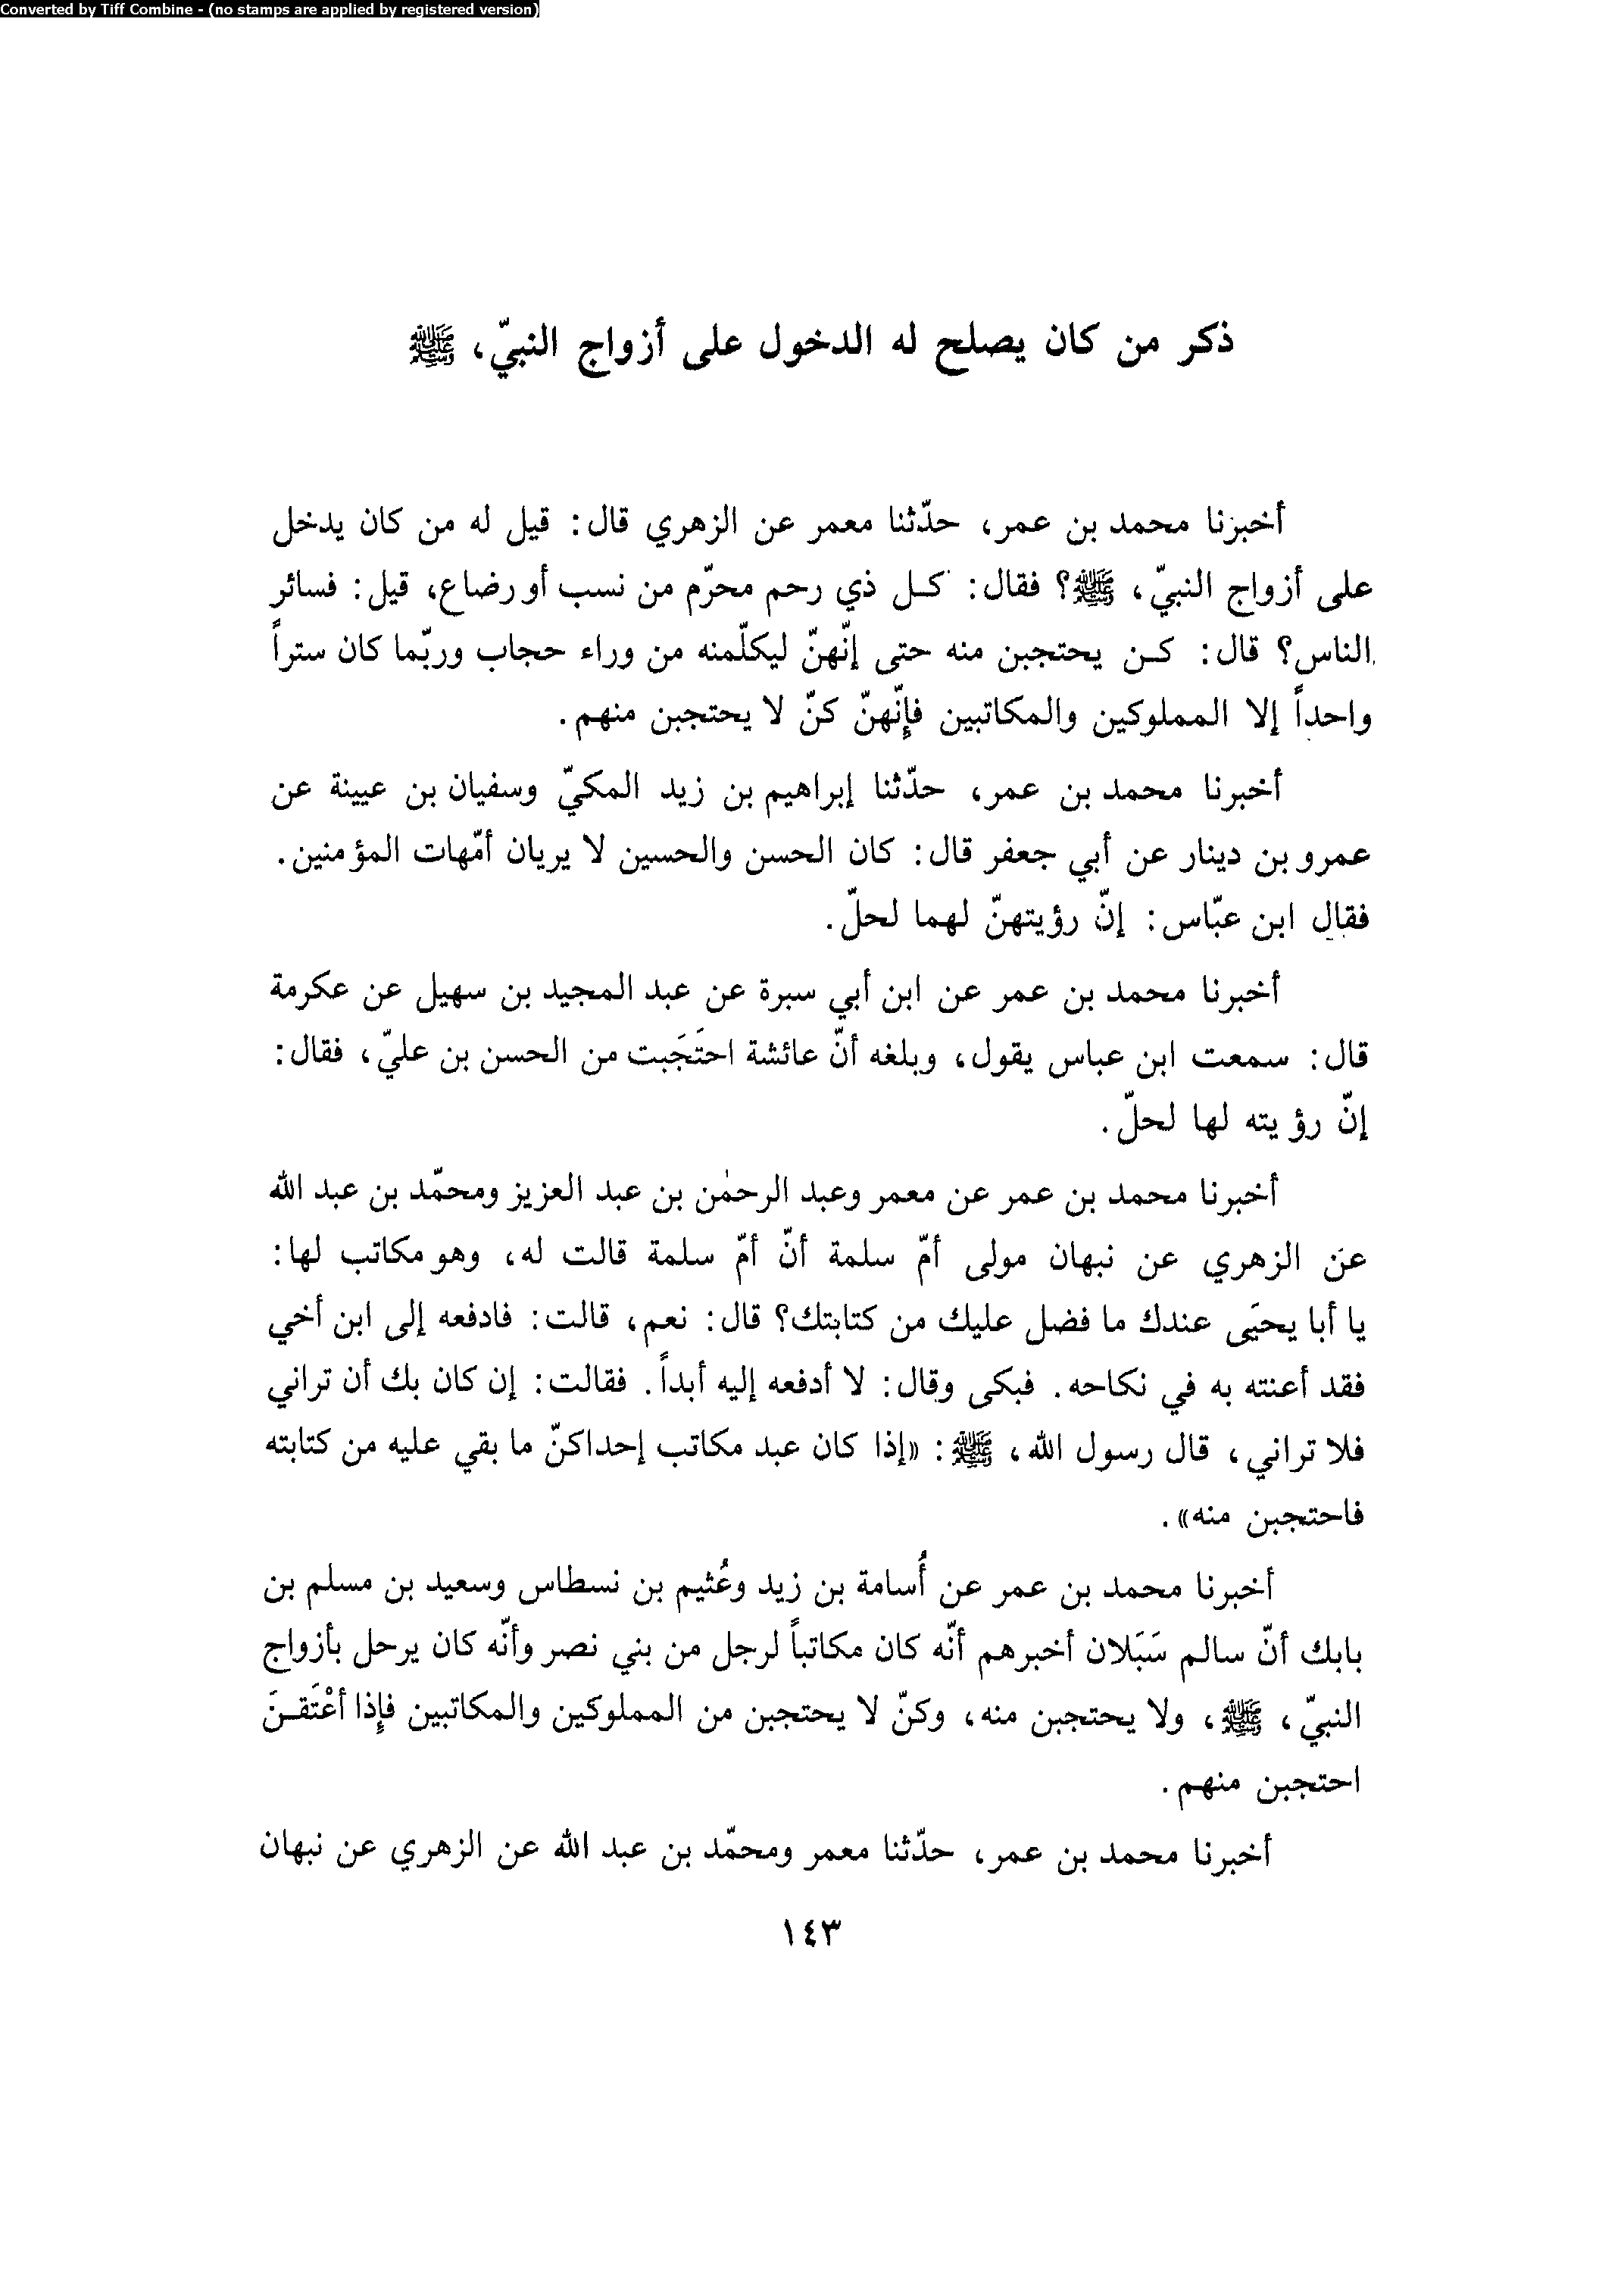 Converted by Tiff Combine - (no stamps are applied by registered version)
ذكر من كان يصلح له الدخول على أزواج النبيّ، ﷺ
أخبرنا محمد بن عمر، حدّثنا معمر عن الزهري قال: قيل له من كان يدخل
على أزواج النبيّ، ﷺ؟ فقال: كـل ذي رحم محرّم من نسب أو رضاع، قيل: فسائر
الناس؟ قال: كـن يحتجبن منه حتى إنّهنّ ليكلّمنه من وراء حجاب وربّما كان ستراً
واحداً إلا المملوكين والمكاتبين فإنّهنّ كنّ لا يحتجبن منهم.
أخبرنا محمد بن عمر، حدّثنا إبراهيم بن زيد المكيّ وسفيان بن عيينة عن
عمرو بن دينار عن أبي جعفر قال: كان الحسن والحسين لا يريان أمّهات المؤمنين.
فقال ابن عبّاس: إنّ رؤيتهنّ لهما لحلّ.
أخبرنا محمد بن عمر عن ابن أبي سبرة عن عبد المجيد بن سهيل عن عكرمة
قال: سمعت ابن عباس يقول، وبلغه أنّ عائشة احتَجَبت من الحسن بن عليّ، فقال:
إنّ رؤيته لها لحلّ.
أخبرنا محمد بن عمر عن معمر وعبد الرحمٰن بن عبد العزيز ومحمّد بن عبد الله
عن الزهري عن نبهان مولى أمّ سلمة أنّ أمّ سلمة قالت له، وهو مكاتب لها:
يا أبا يحيَى عندك ما فضل عليك من كتابتك؟ قال: نعم، قالت: فادفعه إلى ابن أخي
فقد أعنته به في نكاحه. فبكى وقال: لا أدفعه إليه أبداً. فقالت: إن كان بك أن تراني
فلا تراني، قال رسول الله، ﷺ: «إذا كان عبد مكاتب إحداكنّ ما بقي عليه من كتابته
فاحتجبن منه».
أخبرنا محمد بن عمر عن أُسامة بن زيد وعُثيم بن نسطاس وسعيد بن مسلم بن
بابك أنّ سالم سَبَلان أخبرهم أنّه كان مكاتباً لرجل من بني نصر وأنّه كان يرحل بأزواج
النبيّ، ﷺ، ولا يحتجبن منه، وكنّ لا يحتجبن من المملوكين والمكاتبين فإذا أعْتَقـنَ
احتجبن منهم.
أخبرنا محمد بن عمر، حدّثنا معمر ومحمّد بن عبد الله عن الزهري عن نبهان
١٤٣